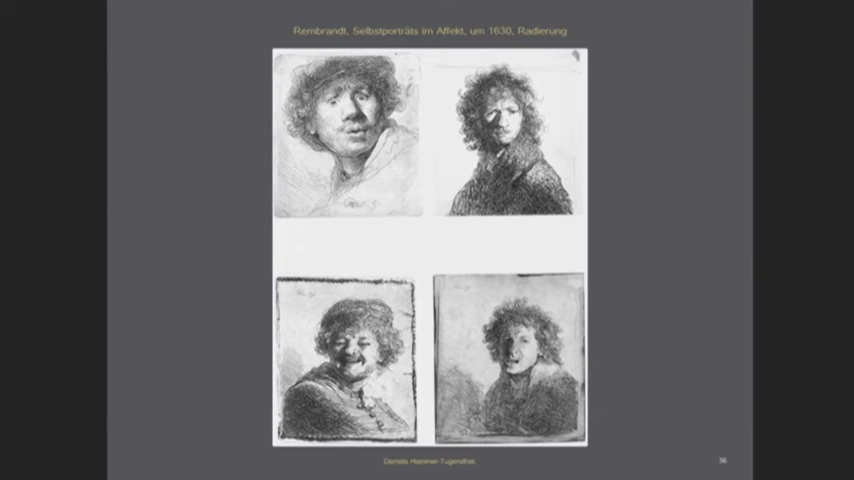 Rembrandt, Selbstporträts im Affekt, um 1630, Radierung
Daniela Hammer-Tugendhat,
36